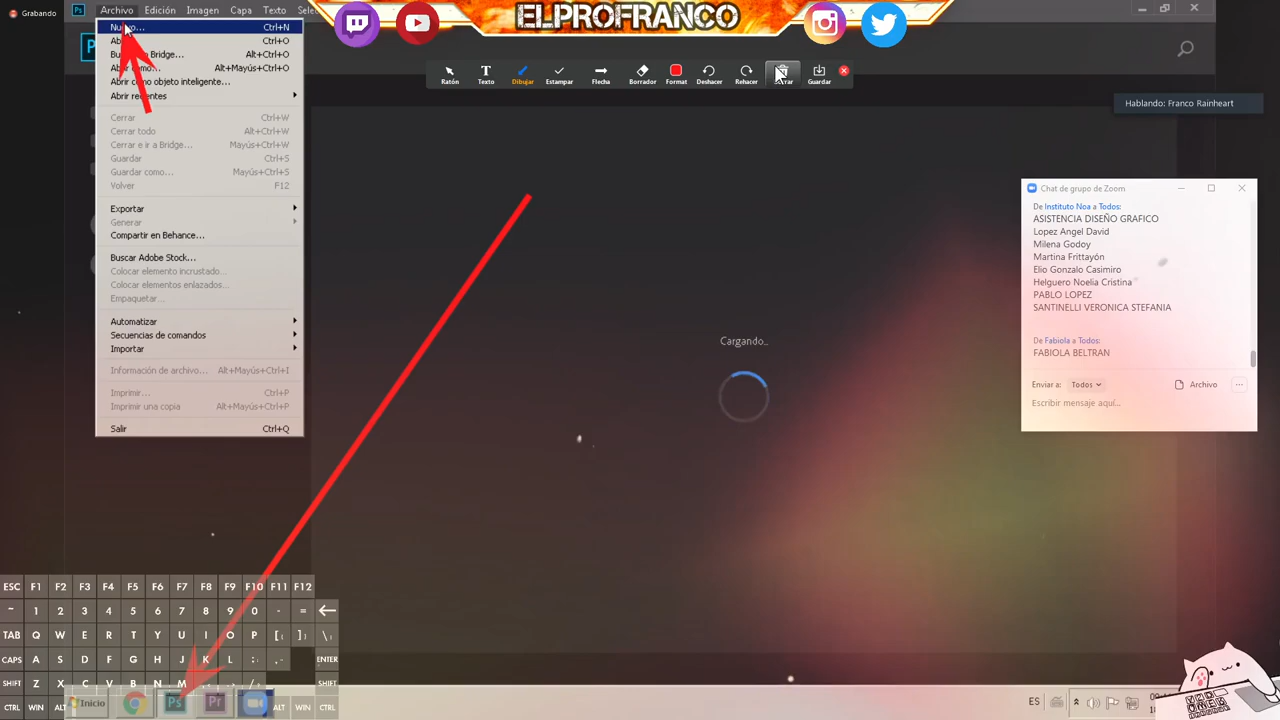 Grabando
Ps
Archivo Edición Imagen Capa Texto
ELPROFRANCO
Ctrl+N
Ctrl+O
Bridge... Alt+Ctrl+O
Alt+Mayús+Ctrl+O
Abrir como objeto inteligente...
Abrir recientes
Cerrar Ctrl+W
Cerrar todo Alt+Ctrl+W
Cerrar e ir a Bridge... Mayús+Ctrl+W
Guardar Ctrl+S
Guardar como... Mayús+Ctrl+S
Volver F12
Exportar
Generar
Compartir en Behance...
Buscar Adobe Stock...
Colocar elemento incrustado...
Colocar elementos enlazados...
Empaquetar...
Automatizar
Secuencias de comandos
Importar
Información de archivo... Alt+Mayús+Ctrl+I
Imprimir... Ctrl+P
Imprimir una copia Alt+Mayús+Ctrl+P
Salir Ctrl+Q
Ratón Texto Dibujar Estampar Flecha Borrador Format Deshacer Rehacer Guardar
Hablando: Franco Rainheart
Cargando..
Chat de grupo de Zoom
De Instituto Noa a Todos:
ASISTENCIA DISEÑO GRAFICO
Lopez Angel David
Milena Godoy
Martina Frittayón
Elio Gonzalo Casimiro
Helguero Noelia Cristina
PABLO LOPEZ
SANTINELLI VERONICA STEFANIA
De Fabiola a Todos:
FABIOLA BELTRAN
Enviar a: Todos Archivo ...
Escribir mensaje aquí...
ESC F1 F2 F3 F4 F5 F6 F7 F8 F9 F10 F11 F12
~ 1 2 3 4 5 6 7 8 9 0 - =
TAB Q W E R T Y U I O P [ ] \
CAPS A S D F G H J K L ENTER
SHIFT Z X C V B N M SHIFT
CTRL WIN ALT ALT WIN CTRL
Inicio Ps Pr
ES